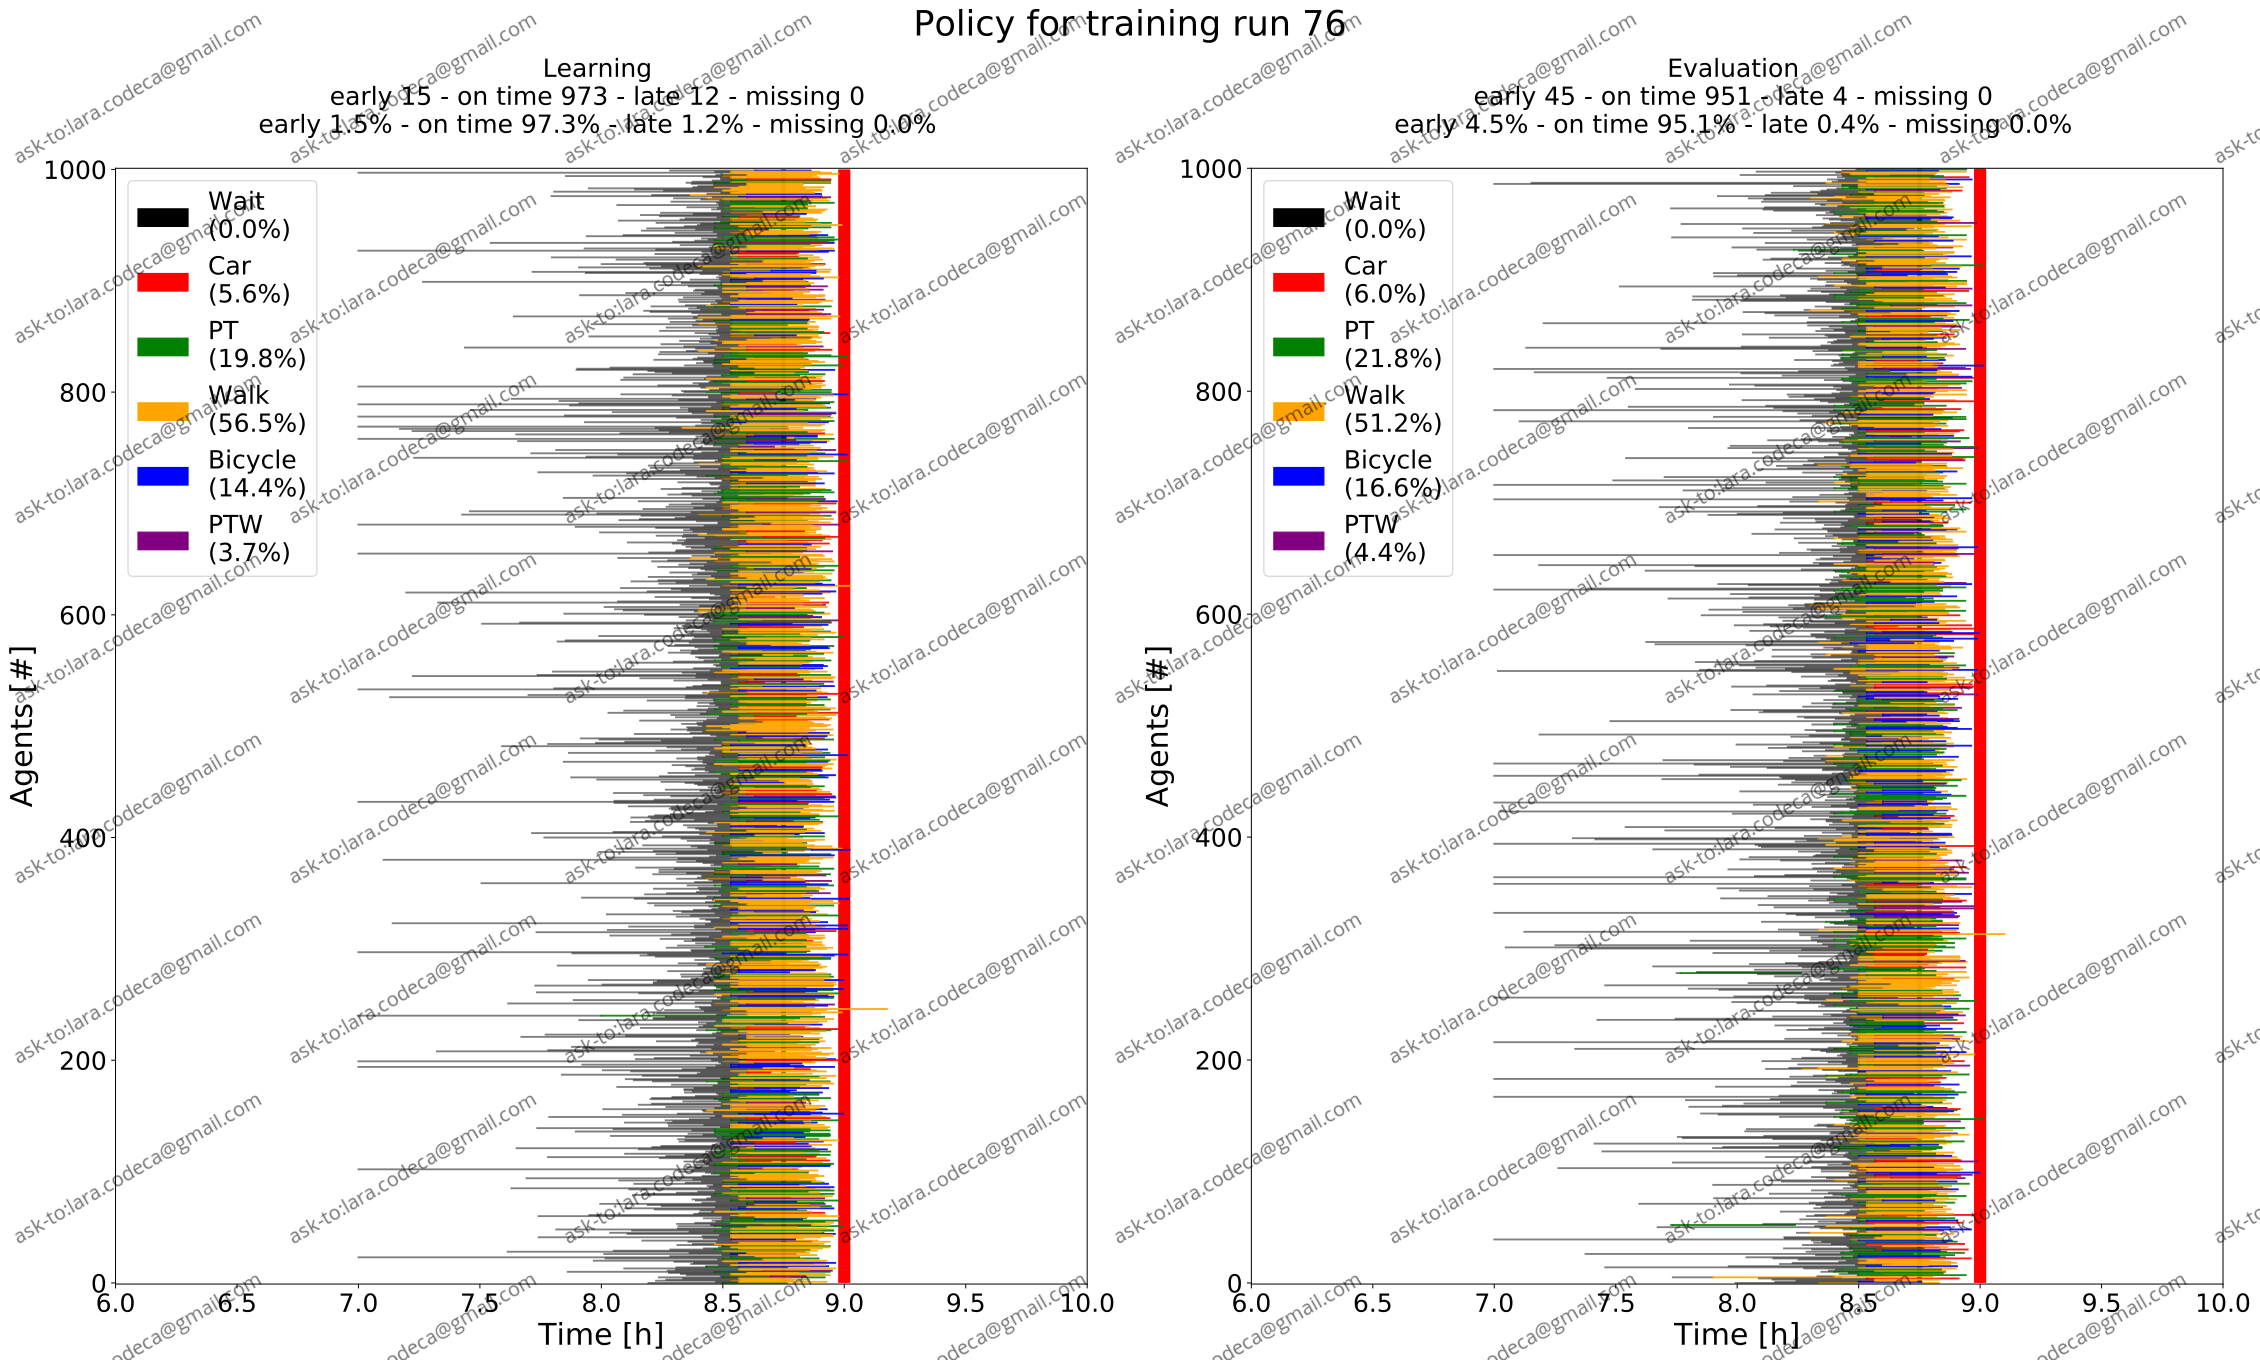 Policy for training run 76
Learning
early 15 - on time 973 - late 12 - missing 0
early 1.5% - on time 97.3% - late 1.2% - missing 0.0%
Agents [#]
1000
800
600
400
200
0
Wait
(0.0%)
Car
(5.6%)
PT
(19.8%)
Walk
(56.5%)
Bicycle
(14.4%)
PTW
(3.7%)
6.0 6.5 7.0 7.5 8.0 8.5 9.0 9.5 10.0
Time [h]
Evaluation
early 45 - on time 951 - late 4 - missing 0
early 4.5% - on time 95.1% - late 0.4% - missing 0.0%
Agents [#]
1000
800
600
400
200
0
Wait
(0.0%)
Car
(6.0%)
PT
(21.8%)
Walk
(51.2%)
Bicycle
(16.6%)
PTW
(4.4%)
6.0 6.5 7.0 7.5 8.0 8.5 9.0 9.5 10.0
Time [h]
ask-to:lara.codeca@gmail.com